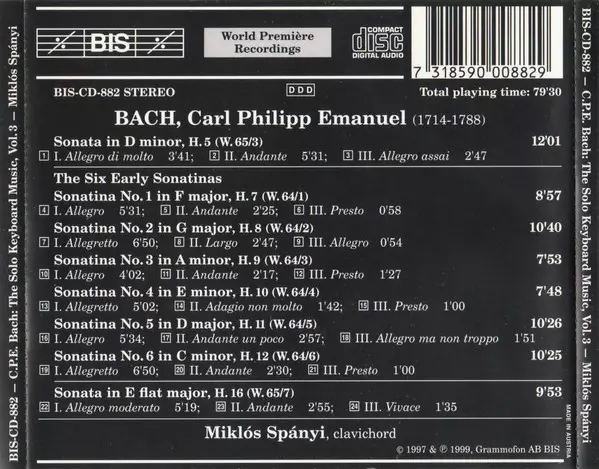 BIS
World Première
Recordings
COMPACT
disc
DIGITAL AUDIO
7 318590 008829
BIS-CD-882 STEREO
D D D
Total playing time: 79'30
BACH, Carl Philipp Emanuel (1714-1788)
Sonata in D minor, H. 5 (W. 65/3) 12'01
1 I. Allegro di molto 3'41; 2 II. Andante 5'31; 3 III. Allegro assai 2'47
The Six Early Sonatinas
Sonatina No. 1 in F major, H. 7 (W. 64/1) 8'57
4 I. Allegro 5'31; 5 II. Andante 2'25; 6 III. Presto 0'58
Sonatina No. 2 in G major, H. 8 (W. 64/2) 10'40
7 I. Allegretto 6'50; 8 II. Largo 2'47; 9 III. Allegro 0'54
Sonatina No. 3 in A minor, H. 9 (W. 64/3) 7'53
10 I. Allegro 4'02; 11 II. Andante 2'17; 12 III. Presto 1'27
Sonatina No. 4 in E minor, H. 10 (W. 64/4) 7'48
13 I. Allegretto 5'02; 14 II. Adagio non molto 1'42; 15 III. Presto 1'00
Sonatina No. 5 in D major, H. 11 (W. 64/5) 10'26
16 I. Allegro 5'34; 17 II. Andante un poco 2'57; 18 III. Allegro ma non troppo 1'51
Sonatina No. 6 in C minor, H. 12 (W. 64/6) 10'25
19 I. Allegretto 6'50; 20 II. Andante 2'30; 21 III. Presto 1'00
Sonata in E flat major, H. 16 (W. 65/7) 9'53
22 I. Allegro moderato 5'19; 23 II. Andante 2'55; 24 III. Vivace 1'35
Miklós Spányi, clavichord
© 1997 & ℗ 1999, Grammofon AB BIS
MADE IN AUSTRIA
BIS-CD-882 – C.P.E. Bach: The Solo Keyboard Music, Vol. 3 – Miklós Spányi
BIS-CD-882 – C.P.E. Bach: The Solo Keyboard Music, Vol. 3 – Miklós Spányi